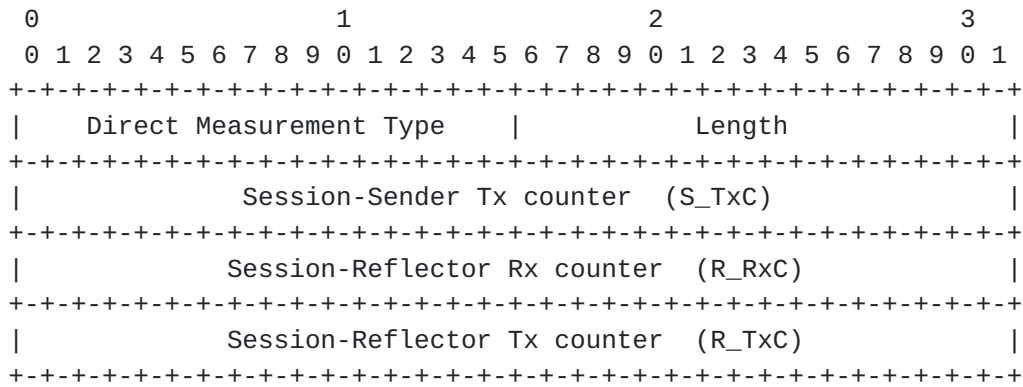 0                   1                   2                   3
 0 1 2 3 4 5 6 7 8 9 0 1 2 3 4 5 6 7 8 9 0 1 2 3 4 5 6 7 8 9 0 1
+-+-+-+-+-+-+-+-+-+-+-+-+-+-+-+-+-+-+-+-+-+-+-+-+-+-+-+-+-+-+-+-+
|    Direct Measurement Type    |           Length              |
+-+-+-+-+-+-+-+-+-+-+-+-+-+-+-+-+-+-+-+-+-+-+-+-+-+-+-+-+-+-+-+-+
|              Session-Sender Tx counter  (S_TxC)               |
+-+-+-+-+-+-+-+-+-+-+-+-+-+-+-+-+-+-+-+-+-+-+-+-+-+-+-+-+-+-+-+-+
|             Session-Reflector Rx counter  (R_RxC)             |
+-+-+-+-+-+-+-+-+-+-+-+-+-+-+-+-+-+-+-+-+-+-+-+-+-+-+-+-+-+-+-+-+
|             Session-Reflector Tx counter  (R_TxC)             |
+-+-+-+-+-+-+-+-+-+-+-+-+-+-+-+-+-+-+-+-+-+-+-+-+-+-+-+-+-+-+-+-+